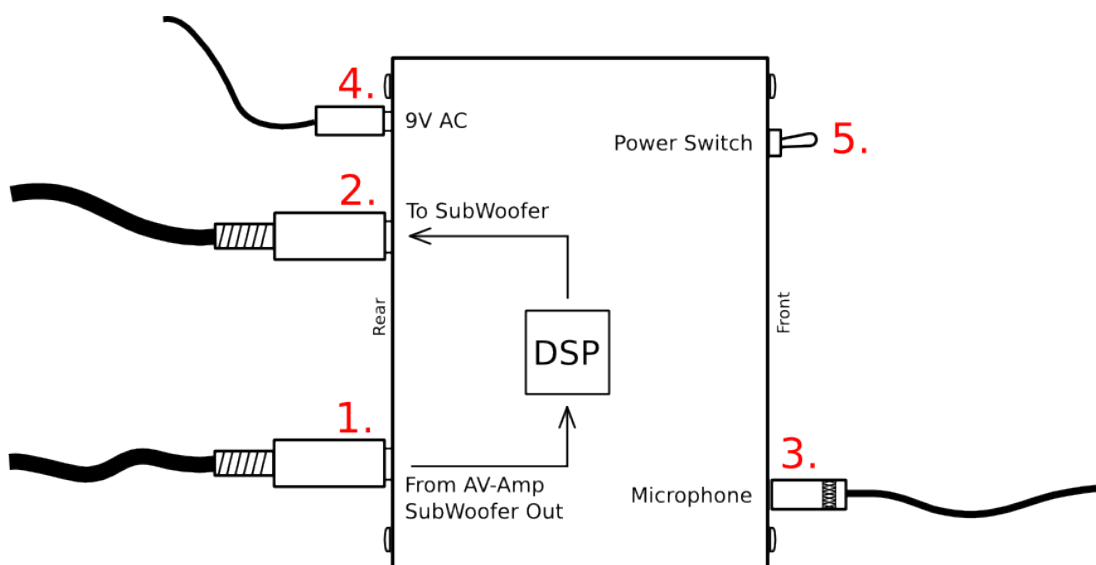 4.
9V AC
Power Switch
5.
2.
To SubWoofer
Rear
Front
DSP
1.
From AV-Amp
SubWoofer Out
3.
Microphone